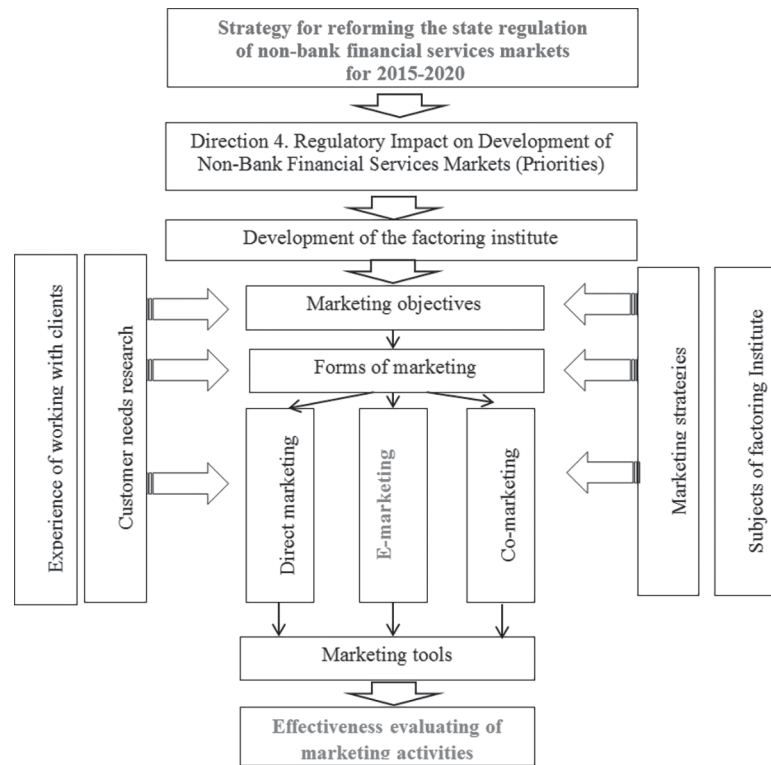 Strategy for reforming the state regulation
of non-bank financial services markets
for 2015-2020
Direction 4. Regulatory Impact on Development of
Non-Bank Financial Services Markets (Priorities)
Development of the factoring institute
Experience of working with clients
Customer needs research
Marketing objectives
Forms of marketing
Direct marketing
E-marketing
Co-marketing
Marketing strategies
Subjects of factoring Institute
Marketing tools
Effectiveness evaluating of
marketing activities